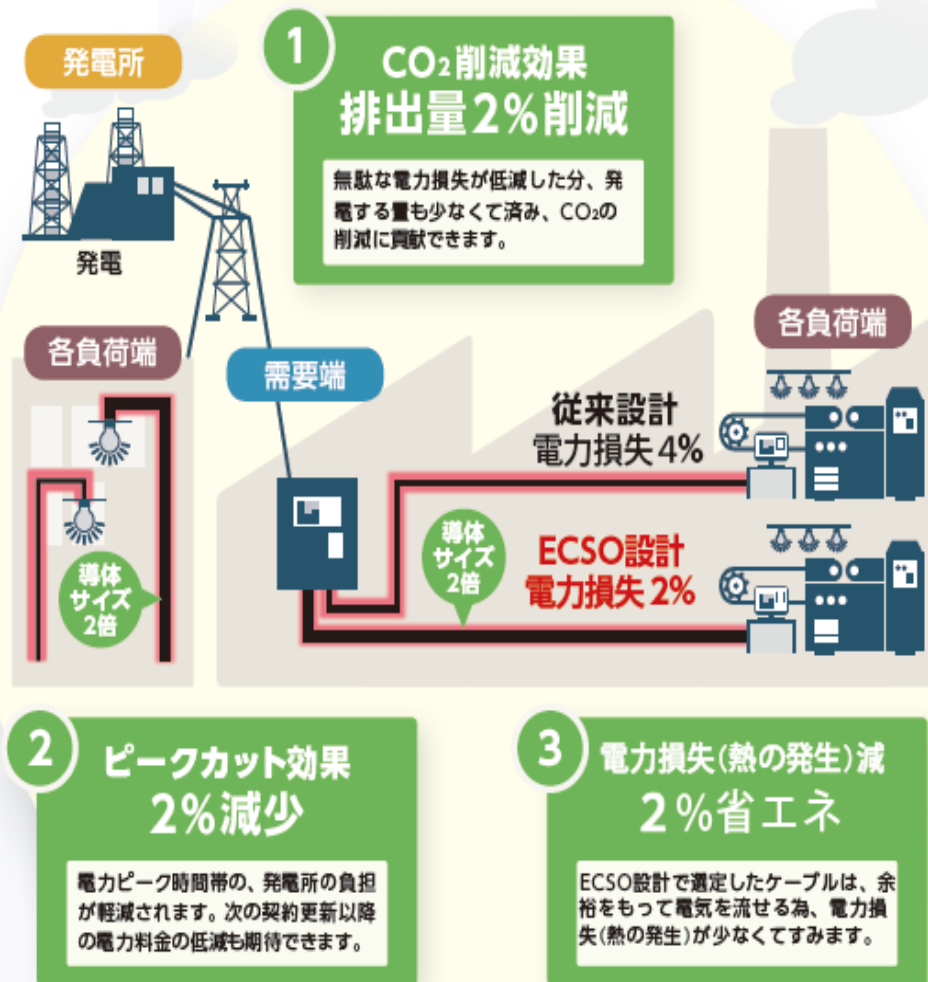 発電所
発電
1
CO₂削減効果
排出量2%削減
無駄な電力損失が低減した分、発
電する量も少なくて済み、CO₂の
削減に貢献できます。
各負荷端
需要端
各負荷端
従来設計
電力損失4%
導体
サイズ
2倍
ECSO設計
電力損失2%
導体
サイズ
2倍
2
ピークカット効果
2%減少
電力ピーク時間帯の、発電所の負担
が軽減されます。次の契約更新以降
の電力料金の低減も期待できます。
3
電力損失(熱の発生)減
2%省エネ
ECSO設計で選定したケーブルは、余
裕をもって電気を流せる為、電力損
失(熱の発生)が少なくてすみます。